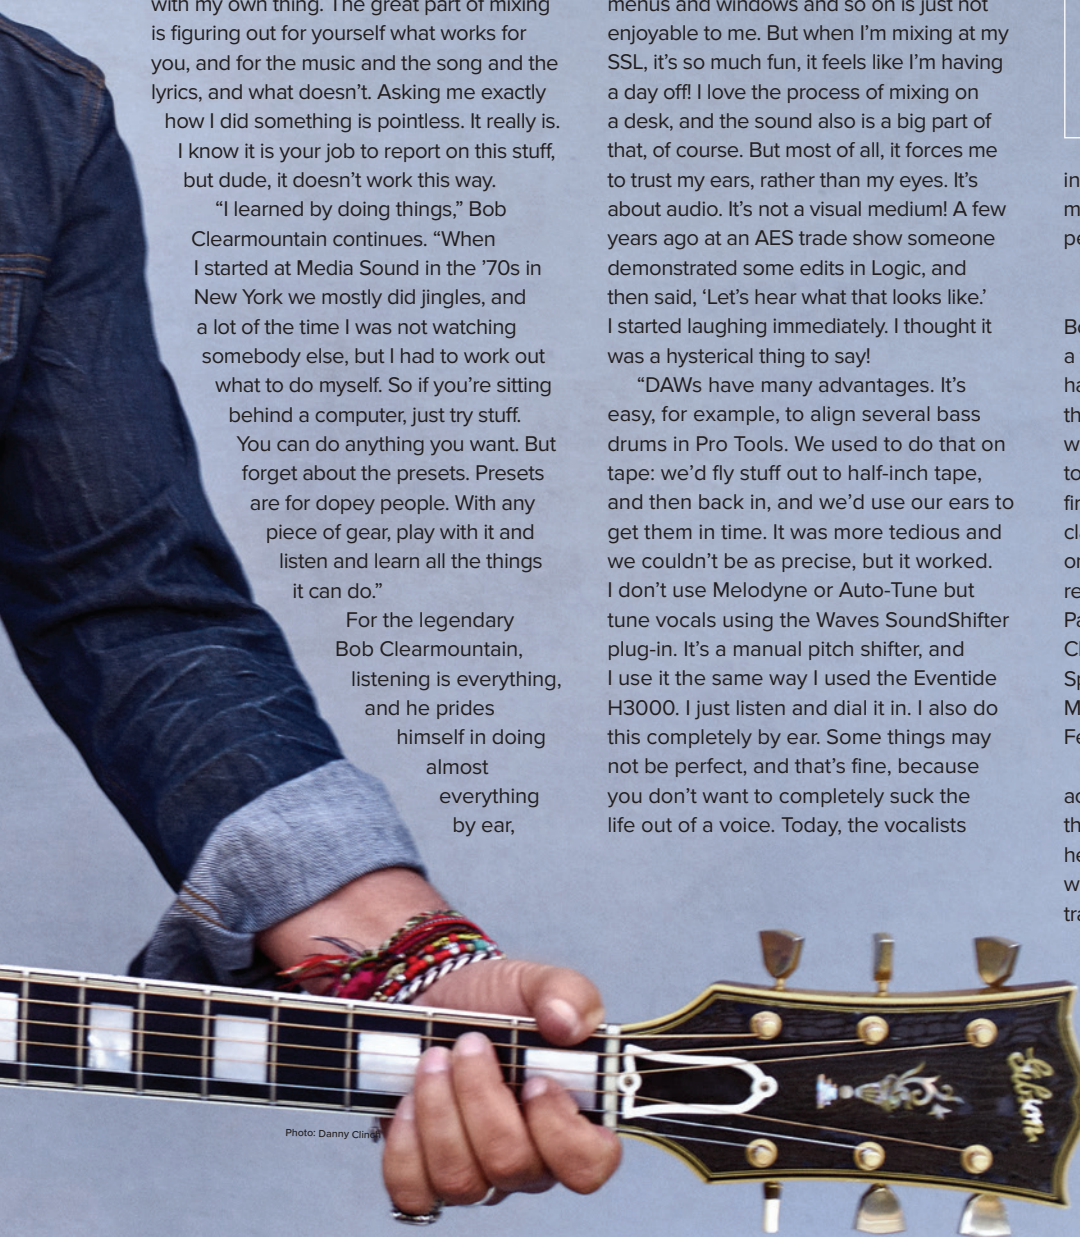 with my own thing. The great part of mixing
is figuring out for yourself what works for
you, and for the music and the song and the
lyrics, and what doesn’t. Asking me exactly
how I did something is pointless. It really is.
I know it is your job to report on this stuff,
but dude, it doesn’t work this way.
“I learned by doing things,” Bob
Clearmountain continues. “When
I started at Media Sound in the ’70s in
New York we mostly did jingles, and
a lot of the time I was not watching
somebody else, but I had to work out
what to do myself. So if you’re sitting
behind a computer, just try stuff.
You can do anything you want. But
forget about the presets. Presets
are for dopey people. With any
piece of gear, play with it and
listen and learn all the things
it can do.”
For the legendary
Bob Clearmountain,
listening is everything,
and he prides
himself in doing
almost
everything
by ear,
menus and windows and so on is just not
enjoyable to me. But when I’m mixing at my
SSL, it’s so much fun, it feels like I’m having
a day off! I love the process of mixing on
a desk, and the sound also is a big part of
that, of course. But most of all, it forces me
to trust my ears, rather than my eyes. It’s
about audio. It’s not a visual medium! A few
years ago at an AES trade show someone
demonstrated some edits in Logic, and
then said, ‘Let’s hear what that looks like.’
I started laughing immediately. I thought it
was a hysterical thing to say!
“DAWs have many advantages. It’s
easy, for example, to align several bass
drums in Pro Tools. We used to do that on
tape: we’d fly stuff out to half-inch tape,
and then back in, and we’d use our ears to
get them in time. It was more tedious and
we couldn’t be as precise, but it worked.
I don’t use Melodyne or Auto-Tune but
tune vocals using the Waves SoundShifter
plug-in. It’s a manual pitch shifter, and
I use it the same way I used the Eventide
H3000. I just listen and dial it in. I also do
this completely by ear. Some things may
not be perfect, and that’s fine, because
you don’t want to completely suck the
life out of a voice. Today, the vocalists
Photo: Danny Clinch
Gibson